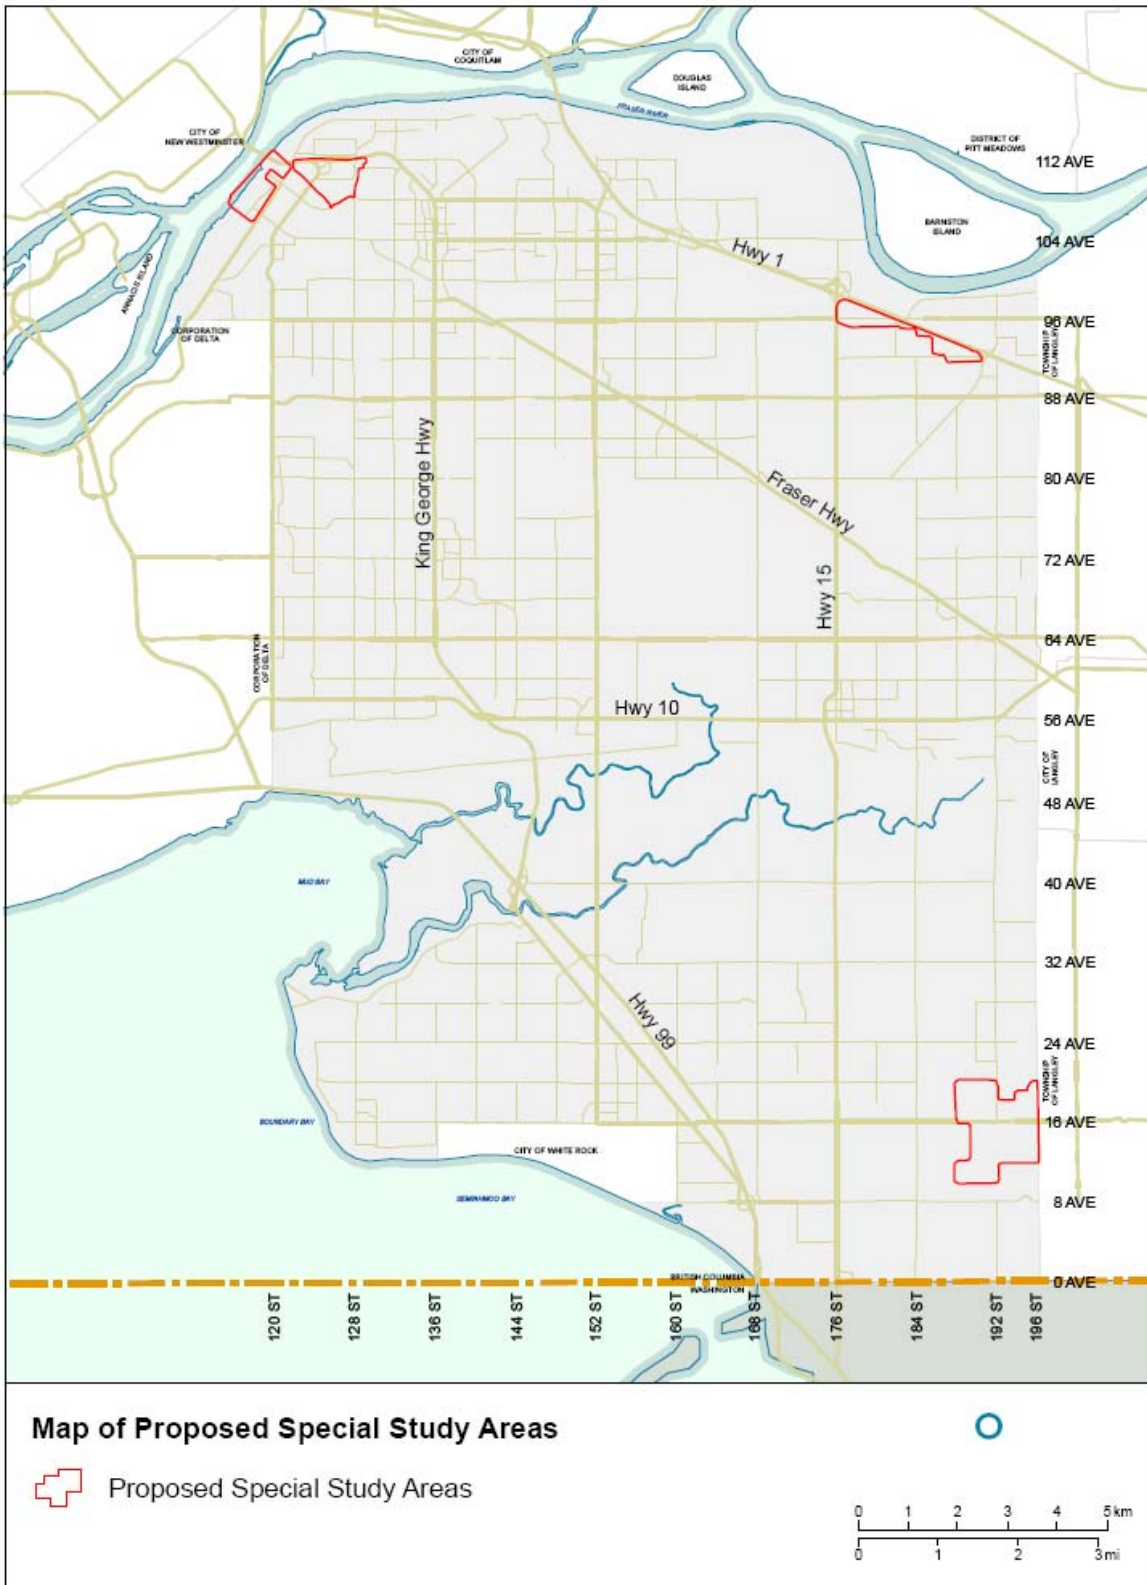 CITY OF
COQUITLAM
DOUGLAS
ISLAND
FRASER RIVER
CITY OF
NEW WESTMINSTER
DISTRICT OF
PITT MEADOWS
112 AVE
BARNSTON
ISLAND
104 AVE
Hwy 1
ANNACIS ISLAND
CORPORATION
OF DELTA
96 AVE
TOWNSHIP
OF LANGLEY
88 AVE
King George Hwy
80 AVE
Fraser Hwy
72 AVE
Hwy 15
64 AVE
CORPORATION
OF DELTA
Hwy 10
56 AVE
CITY OF
LANGLEY
48 AVE
MUD BAY
40 AVE
32 AVE
Hwy 99
24 AVE
TOWNSHIP
OF LANGLEY
BOUNDARY BAY
16 AVE
CITY OF WHITE ROCK
SEMIAHMOO BAY
8 AVE
BRITISH COLUMBIA
WASHINGTON
0 AVE
120 ST
128 ST
136 ST
144 ST
152 ST
160 ST
168 ST
176 ST
184 ST
192 ST
196 ST
Map of Proposed Special Study Areas
Proposed Special Study Areas
0 1 2 3 4 5 km
0 1 2 3 mi